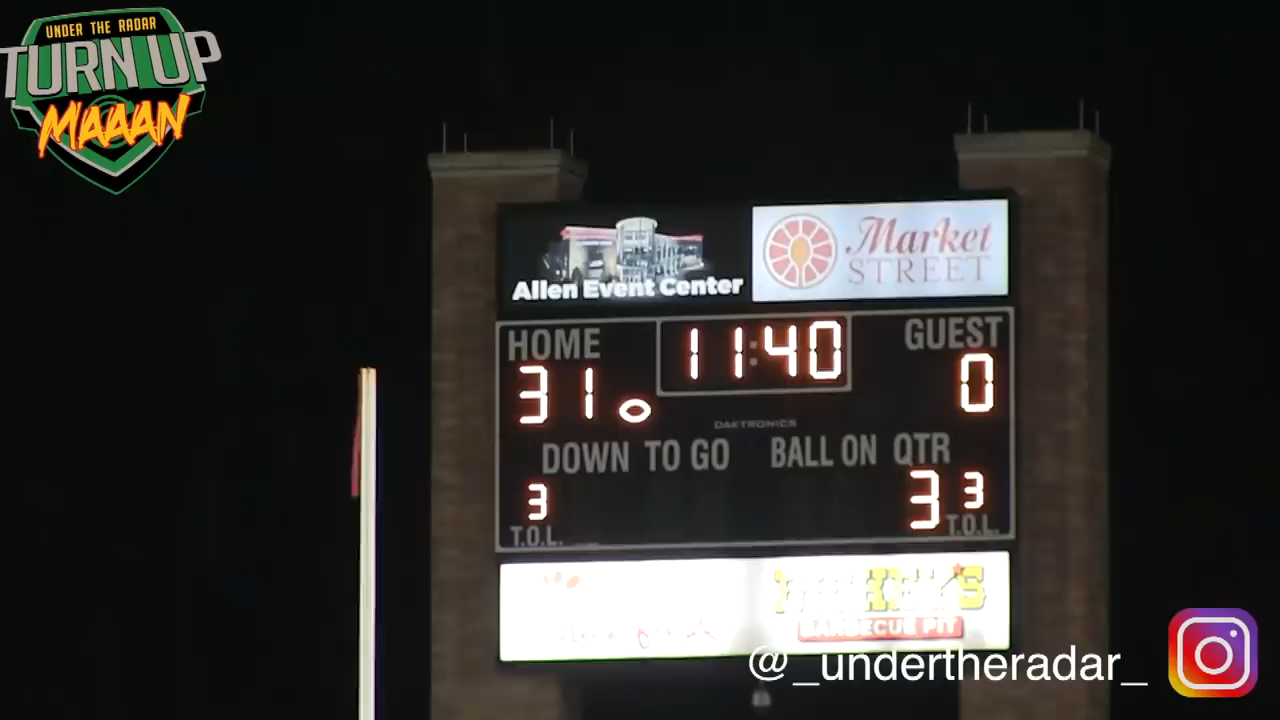 UNDER THE RADAR
TURN UP
MAAAN
Allen Event Center
Market
STREET
HOME
11:40
GUEST
31
0
DAKTRONICS
DOWN TO GO BALL ON QTR
3
3
3
T.O.L.
T.O.L.
BARBECUE PIT
@_undertheradar_